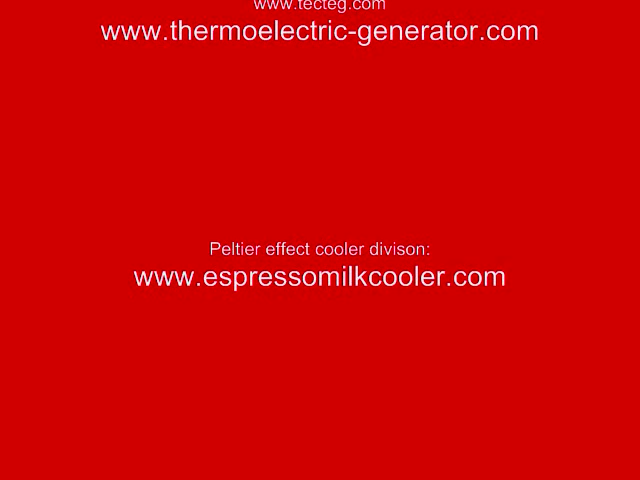 www.tecteg.com
www.thermoelectric-generator.com
Peltier effect cooler divison:
www.espressomilkcooler.com